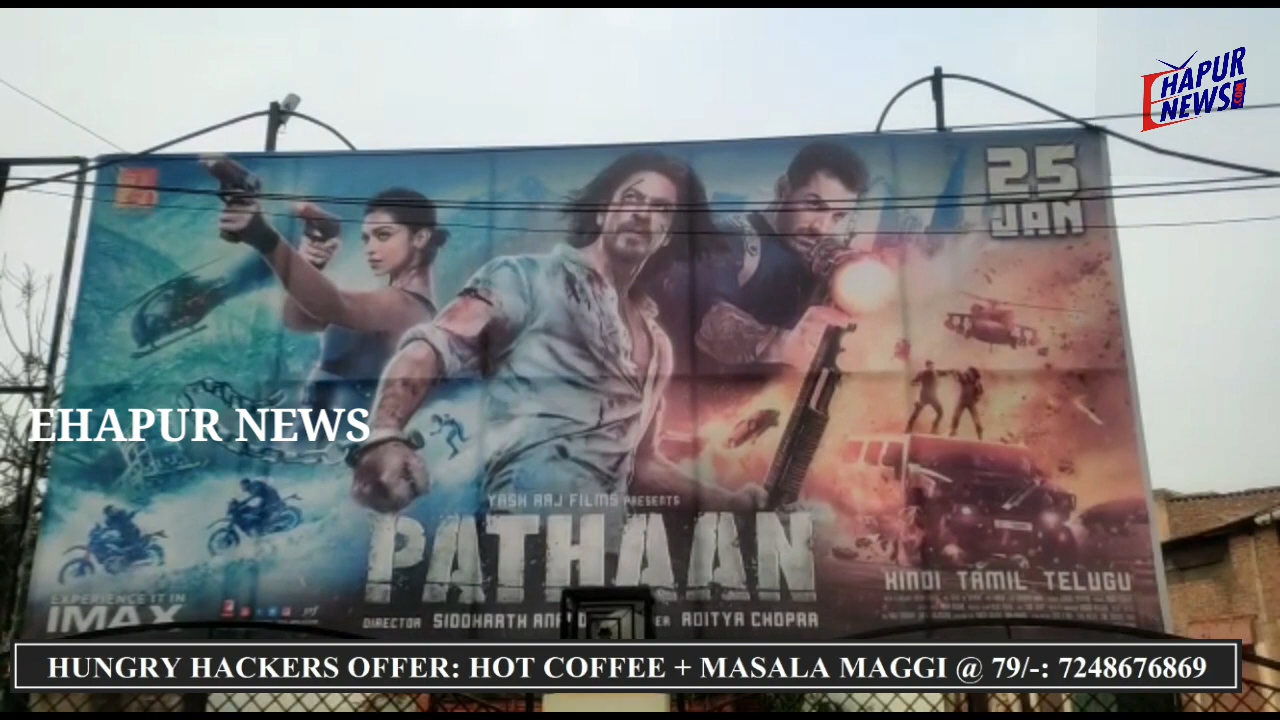 EHAPUR
NEWS.COM
25
JAN
EHAPUR NEWS
YASH RAJ FILMS PRESENTS
PATHAAN
HINDI TAMIL TELUGU
EXPERIENCE IT IN
IMAX
DIRECTOR SIDDHARTH ADITYA CHOPRA
HUNGRY HACKERS OFFER: HOT COFFEE + MASALA MAGGI @ 79/-: 7248676869